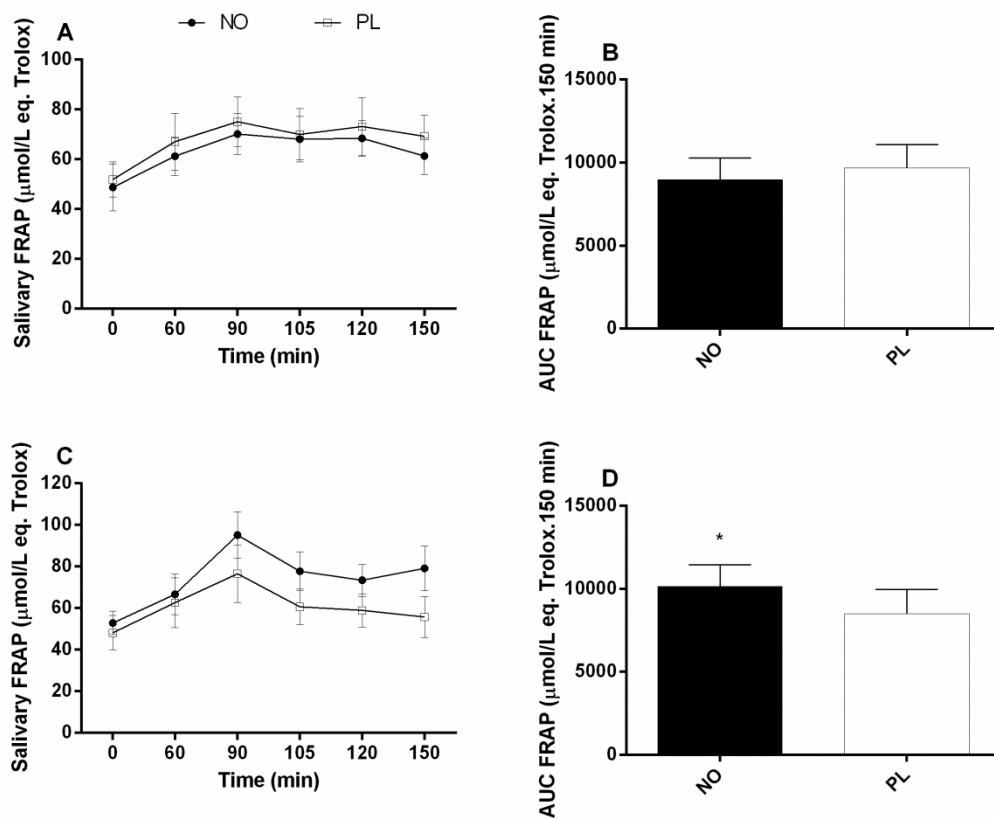 A
NO
PL
Salivary FRAP (μmol/L eq. Trolox)
100
80
60
40
20
0
0 60 90 105 120 150
Time (min)
B
AUC FRAP (μmol/L eq. Trolox.150 min)
15000
10000
5000
0
NO PL
C
Salivary FRAP (μmol/L eq. Trolox)
120
100
80
60
40
20
0
0 60 90 105 120 150
Time (min)
D
AUC FRAP (μmol/L eq. Trolox.150 min)
15000
10000
5000
0
*
NO PL